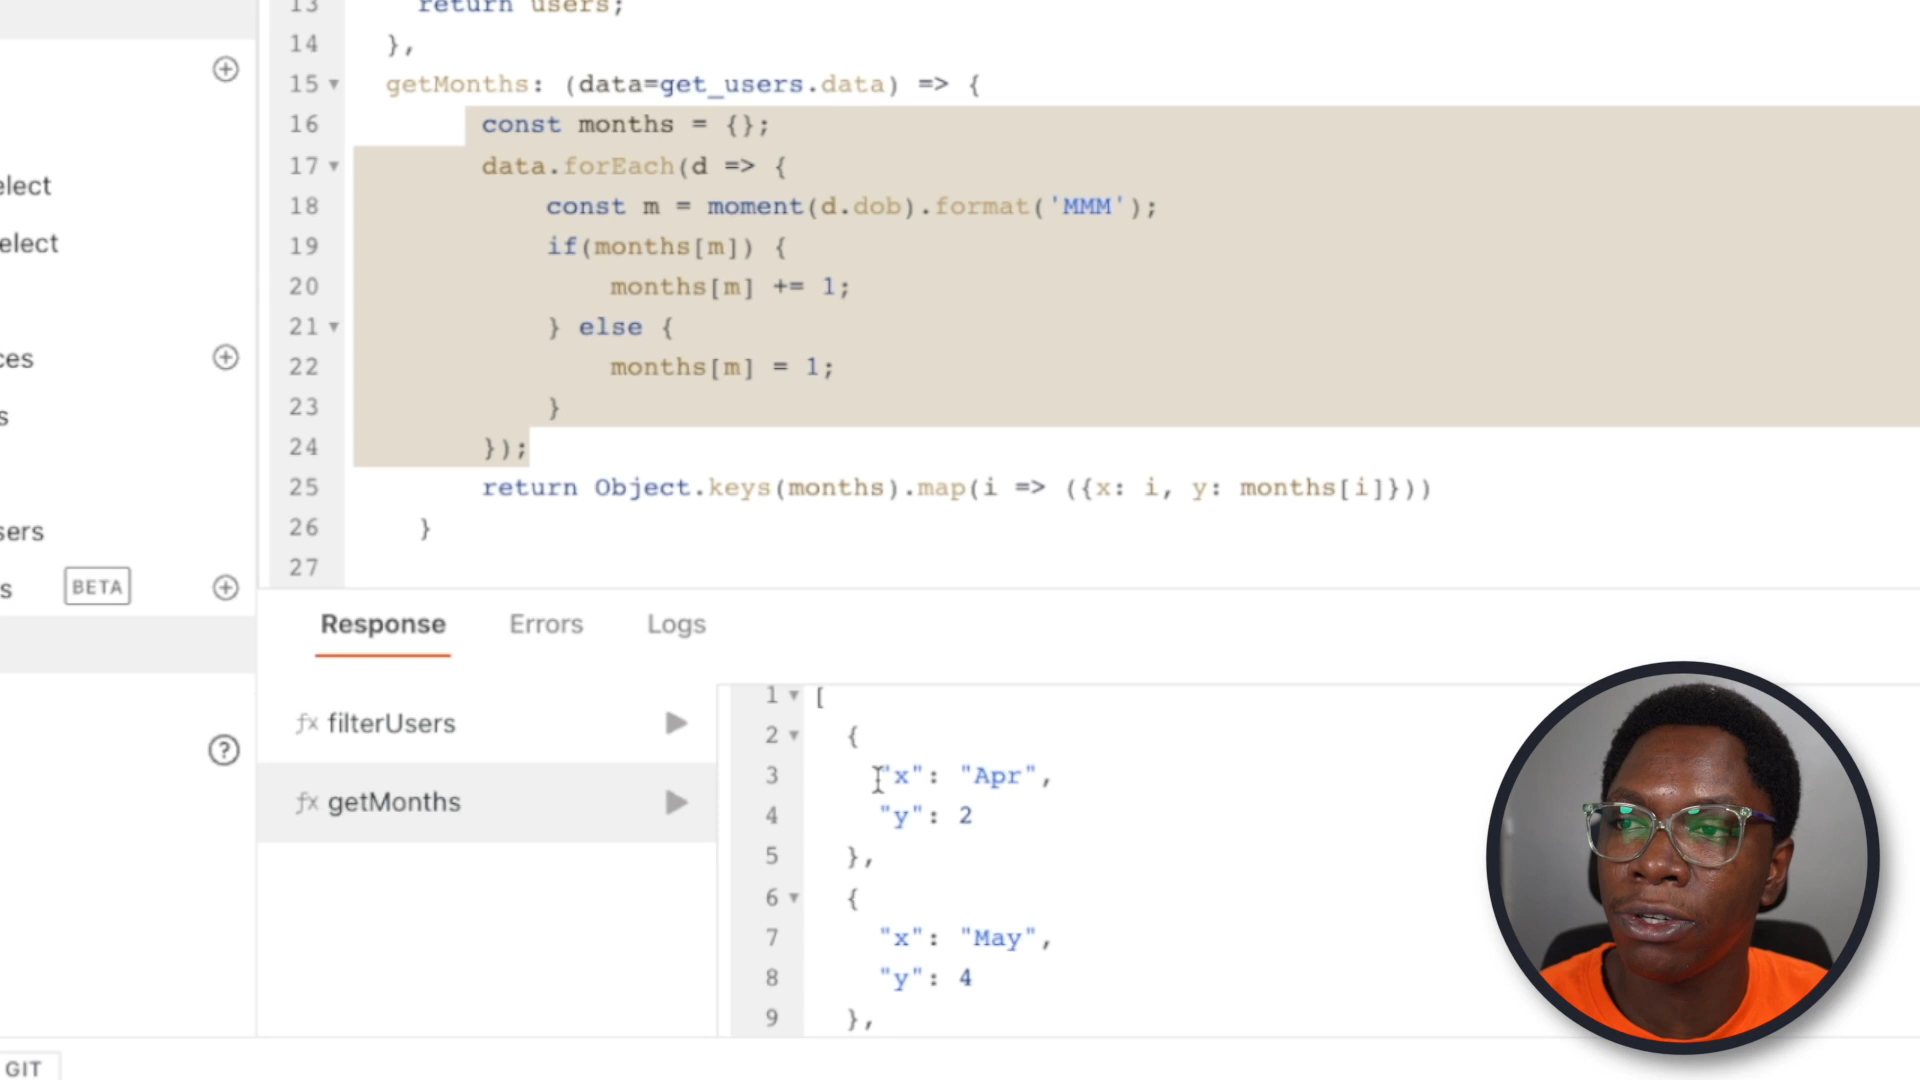 13 return users;
14 },
15 getMonths: (data=get_users.data) => {
16 const months = {};
17 data.forEach(d => {
18 const m = moment(d.dob).format('MMM');
19 if(months[m]) {
20 months[m] += 1;
21 } else {
22 months[m] = 1;
23 }
24 });
25 return Object.keys(months).map(i => ({x: i, y: months[i]}))
26 }
27
elect
elect
ces
s
sers
s BETA
GIT
Response Errors Logs
fx filterUsers
fx getMonths
1 [
2 {
3 "x": "Apr",
4 "y": 2
5 },
6 {
7 "x": "May",
8 "y": 4
9 },